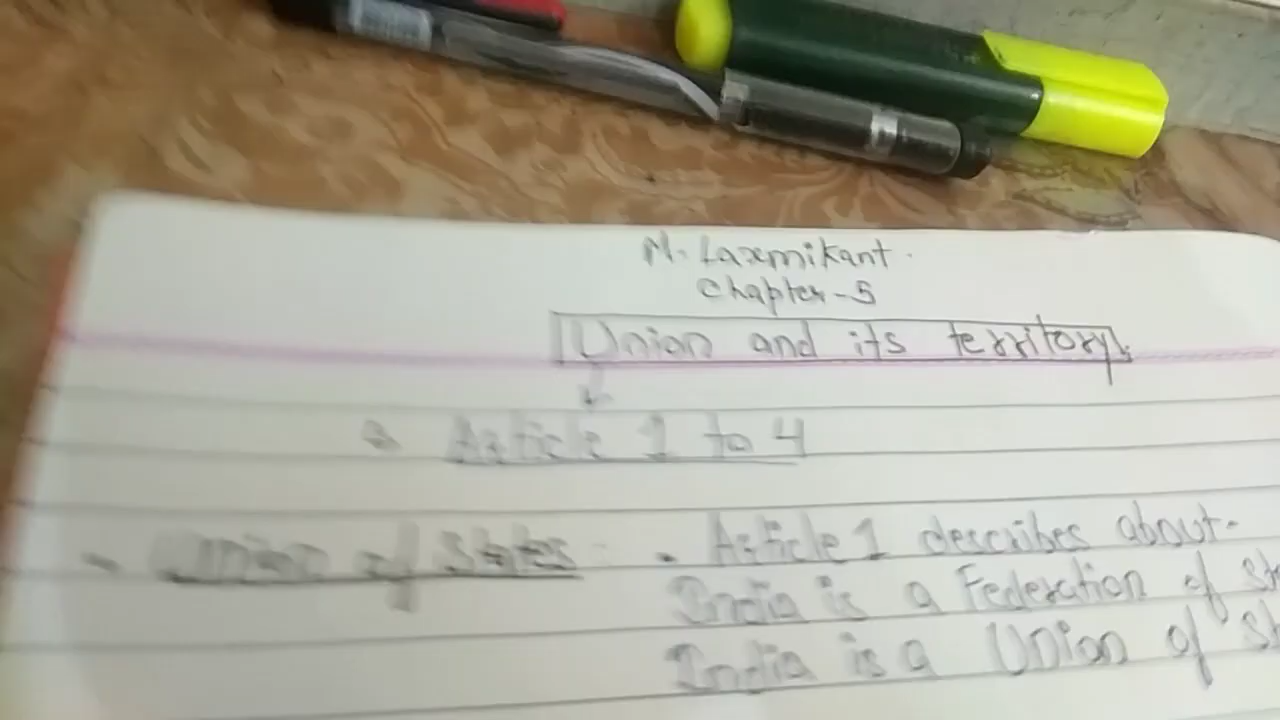 M. Laxmikant.
Chapter-5
Union and its territory.
Article 1 to 4
Union of States • Article 1 describes about-
India is a Federation of
India is a Union of